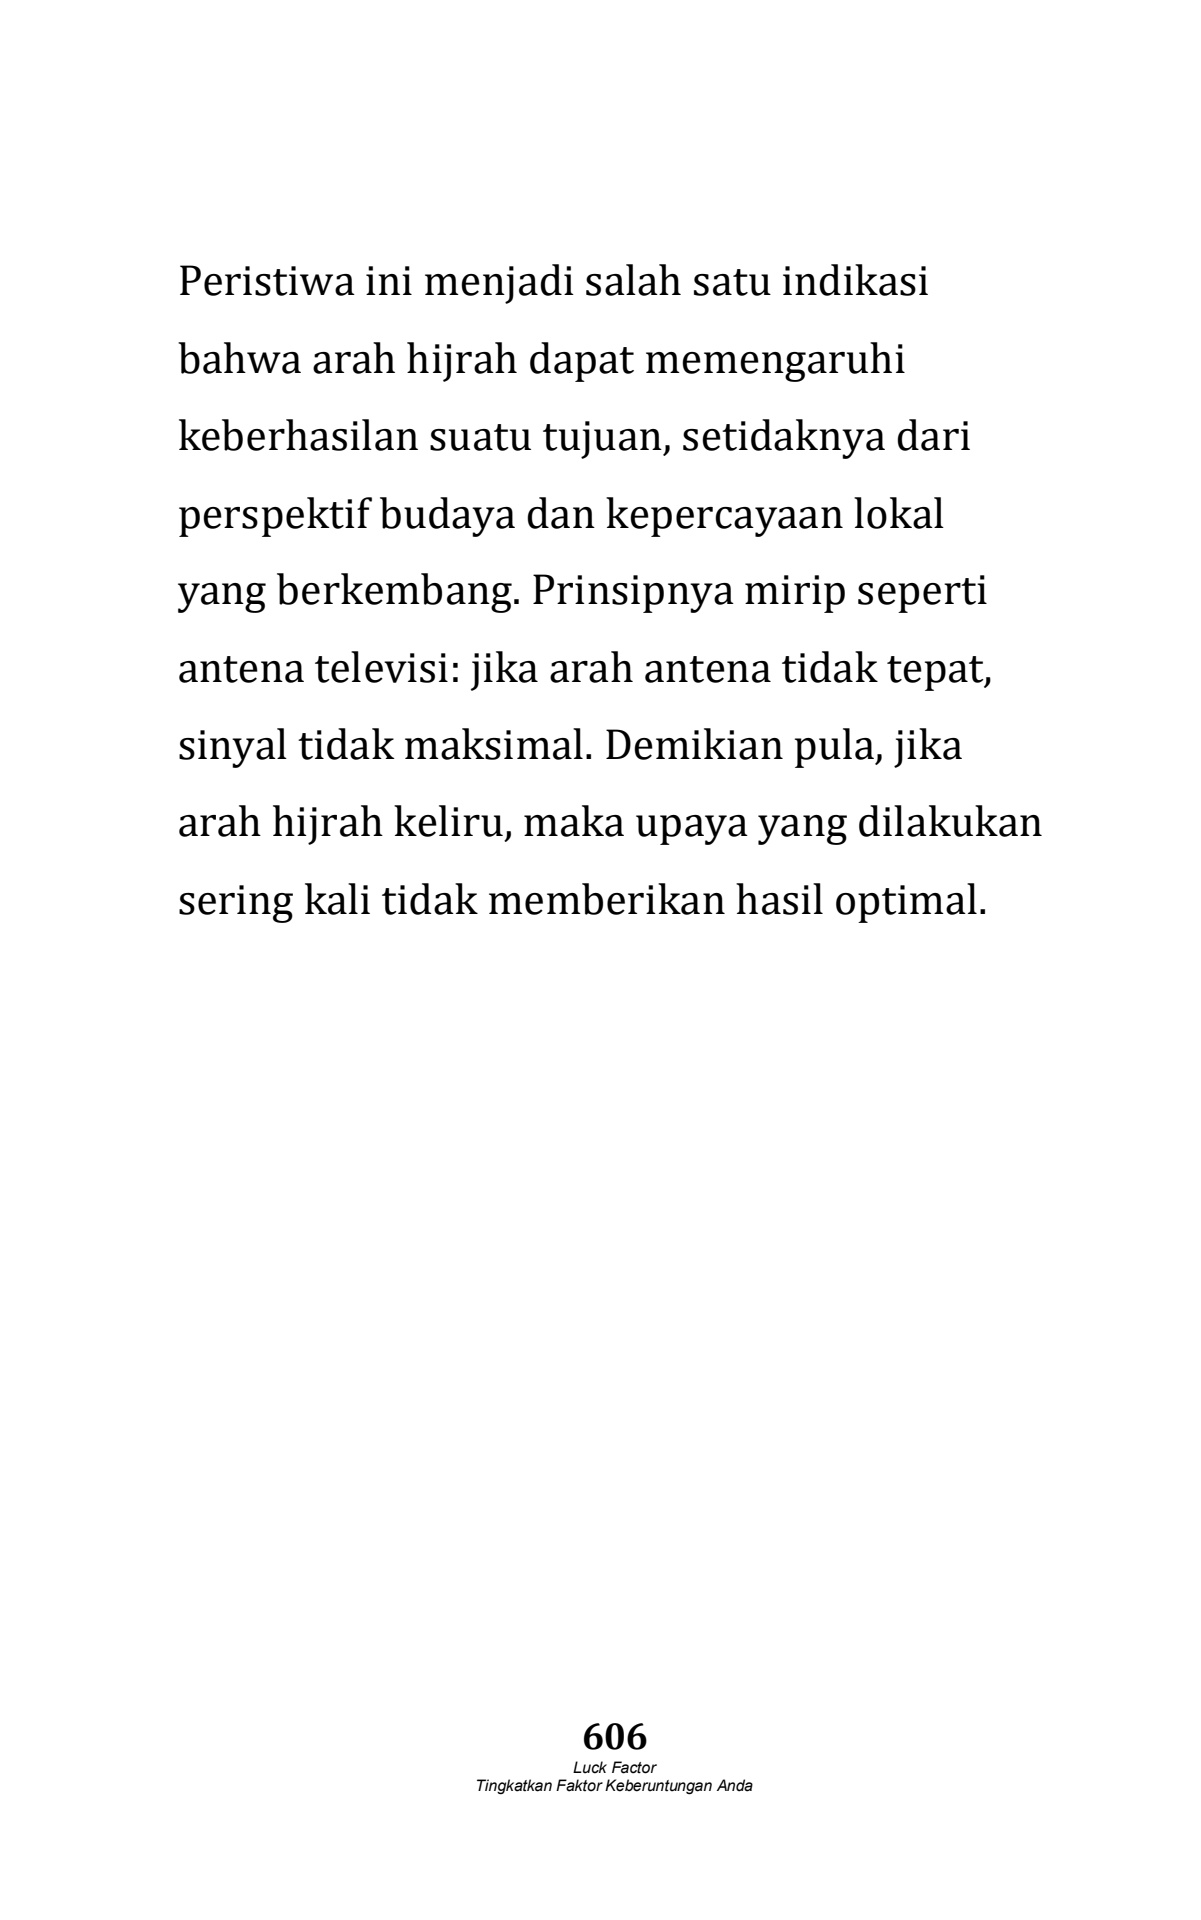 Peristiwa ini menjadi salah satu indikasi
bahwa arah hijrah dapat memengaruhi
keberhasilan suatu tujuan, setidaknya dari
perspektif budaya dan kepercayaan lokal
yang berkembang. Prinsipnya mirip seperti
antena televisi: jika arah antena tidak tepat,
sinyal tidak maksimal. Demikian pula, jika
arah hijrah keliru, maka upaya yang dilakukan
sering kali tidak memberikan hasil optimal.
606
Luck Factor
Tingkatkan Faktor Keberuntungan Anda